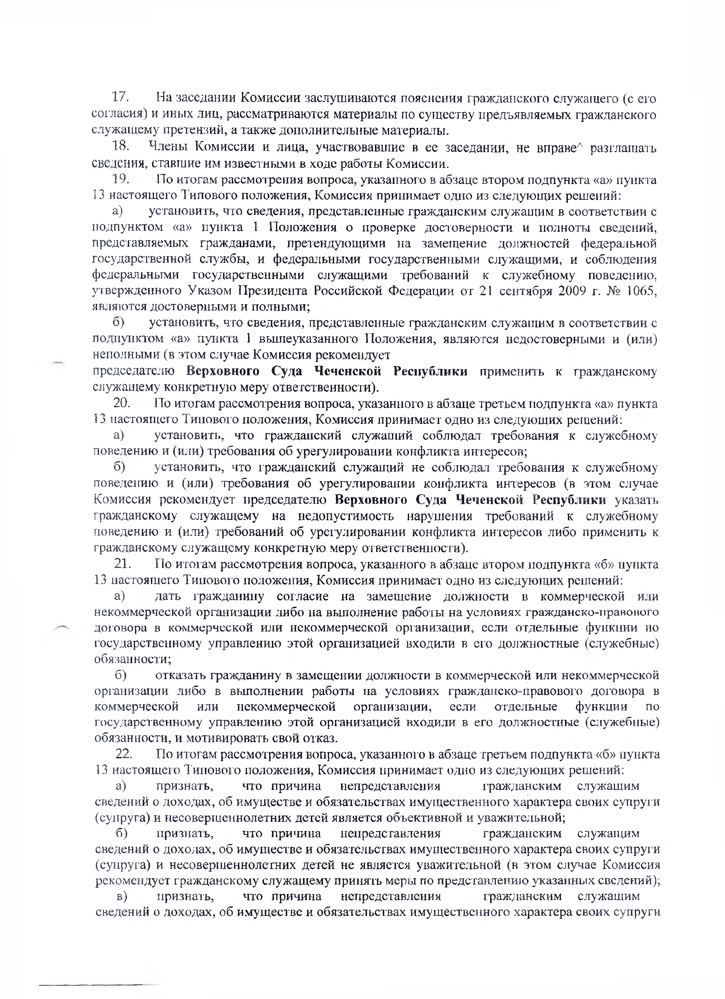 17. На заседании Комиссии заслушиваются пояснения гражданского служащего (с его
согласия) и иных лиц, рассматриваются материалы по существу предъявляемых гражданского
служащему претензий, а также дополнительные материалы.
18. Члены Комиссии и лица, участвовавшие в ее заседании, не вправе^ разглашать
сведения, ставшие им известными в ходе работы Комиссии.
19. По итогам рассмотрения вопроса, указанного в абзаце втором подпункта «а» пункта
13 настоящего Типового положения, Комиссия принимает одно из следующих решений:
а) установить, что сведения, представленные гражданским служащим в соответствии с
подпунктом «а» пункта 1 Положения о проверке достоверности и полноты сведений,
представляемых гражданами, претендующими на замещение должностей федеральной
государственной службы, и федеральными государственными служащими, и соблюдения
федеральными государственными служащими требований к служебному поведению,
утвержденного Указом Президента Российской Федерации от 21 сентября 2009 г. № 1065,
являются достоверными и полными;
б) установить, что сведения, представленные гражданским служащим в соответствии с
подпунктом «а» пункта 1 вышеуказанного Положения, являются недостоверными и (или)
неполными (в этом случае Комиссия рекомендует
председателю Верховного Суда Чеченской Республики применить к гражданскому
служащему конкретную меру ответственности).
20. По итогам рассмотрения вопроса, указанного в абзаце третьем подпункта «а» пункта
13 настоящего Типового положения, Комиссия принимает одно из следующих решений:
а) установить, что гражданский служащий соблюдал требования к служебному
поведению и (или) требования об урегулировании конфликта интересов;
б) установить, что гражданский служащий не соблюдал требования к служебному
поведению и (или) требования об урегулировании конфликта интересов (в этом случае
Комиссия рекомендует председателю Верховного Суда Чеченской Республики указать
гражданскому служащему на недопустимость нарушения требований к служебному
поведению и (или) требований об урегулировании конфликта интересов либо применить к
гражданскому служащему конкретную меру ответственности).
21. По итогам рассмотрения вопроса, указанного в абзаце втором подпункта «б» пункта
13 настоящего Типового положения, Комиссия принимает одно из следующих решений:
а) дать гражданину согласие на замещение должности в коммерческой или
некоммерческой организации либо на выполнение работы на условиях гражданско-правового
договора в коммерческой или некоммерческой организации, если отдельные функции по
государственному управлению этой организацией входили в его должностные (служебные)
обязанности;
б) отказать гражданину в замещении должности в коммерческой или некоммерческой
организации либо в выполнении работы на условиях гражданско-правового договора в
коммерческой или некоммерческой организации, если отдельные функции по
государственному управлению этой организацией входили в его должностные (служебные)
обязанности, и мотивировать свой отказ.
22. По итогам рассмотрения вопроса, указанного в абзаце третьем подпункта «б» пункта
13 настоящего Типового положения, Комиссия принимает одно из следующих решений:
а) признать, что причина непредставления гражданским служащим
сведений о доходах, об имуществе и обязательствах имущественного характера своих супруги
(супруга) и несовершеннолетних детей является объективной и уважительной;
б) признать, что причина непредставления гражданским служащим
сведений о доходах, об имуществе и обязательствах имущественного характера своих супруги
(супруга) и несовершеннолетних детей не является уважительной (в этом случае Комиссия
рекомендует гражданскому служащему принять меры по представлению указанных сведений);
в) признать, что причина непредставления гражданским служащим
сведений о доходах, об имуществе и обязательствах имущественного характера своих супруги